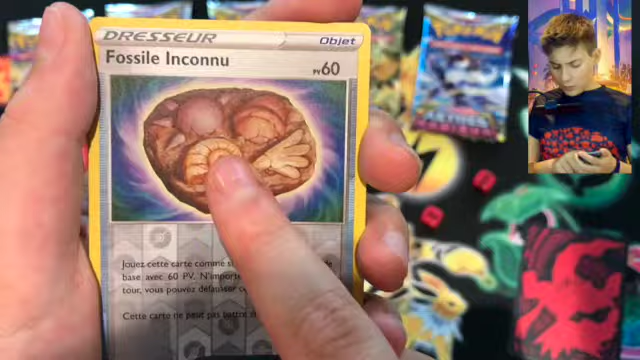 DRESSEUR
Objet
Fossile Inconnu
PV60
Jouez cette carte comme
base avec 60 PV. N'import
tour, vous pouvez défausser
Cette carte ne peut pas
Pokémon